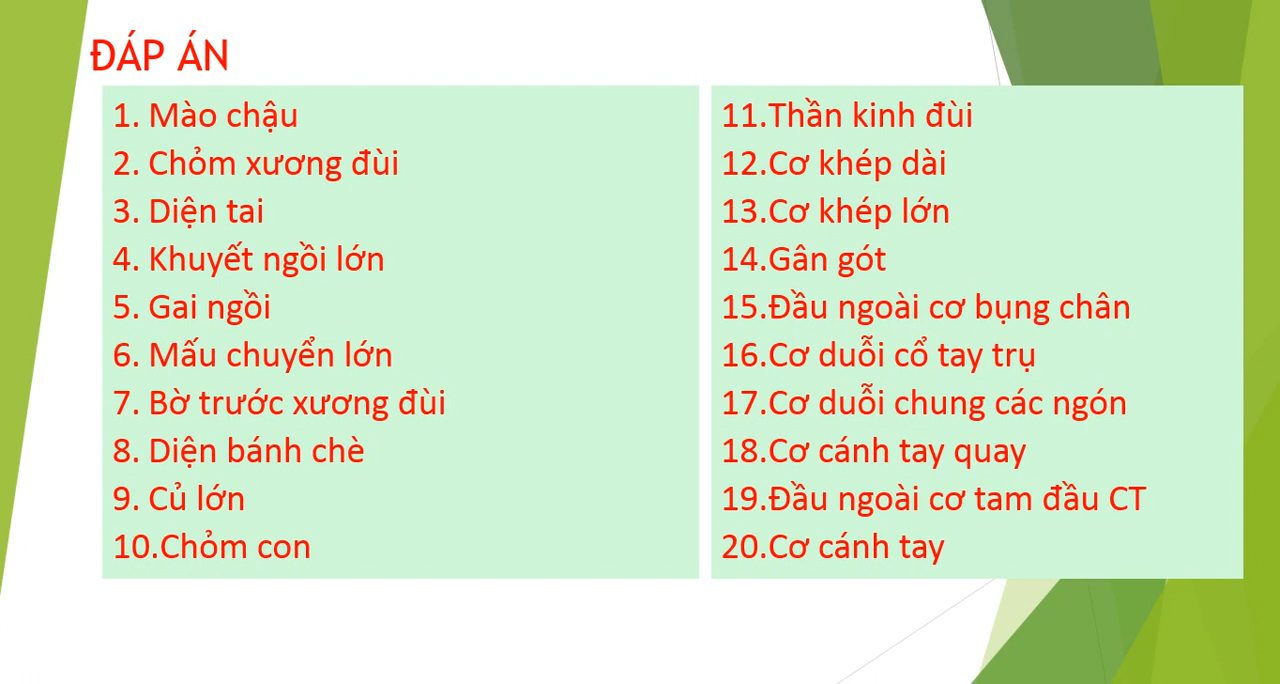 ĐÁP ÁN
1. Mào chậu
2. Chỏm xương đùi
3. Diện tai
4. Khuyết ngồi lớn
5. Gai ngồi
6. Mấu chuyển lớn
7. Bờ trước xương đùi
8. Diện bánh chè
9. Củ lớn
10.Chỏm con
11.Thần kinh đùi
12.Cơ khép dài
13.Cơ khép lớn
14.Gân gót
15.Đầu ngoài cơ bụng chân
16.Cơ duỗi cổ tay trụ
17.Cơ duỗi chung các ngón
18.Cơ cánh tay quay
19.Đầu ngoài cơ tam đầu CT
20.Cơ cánh tay